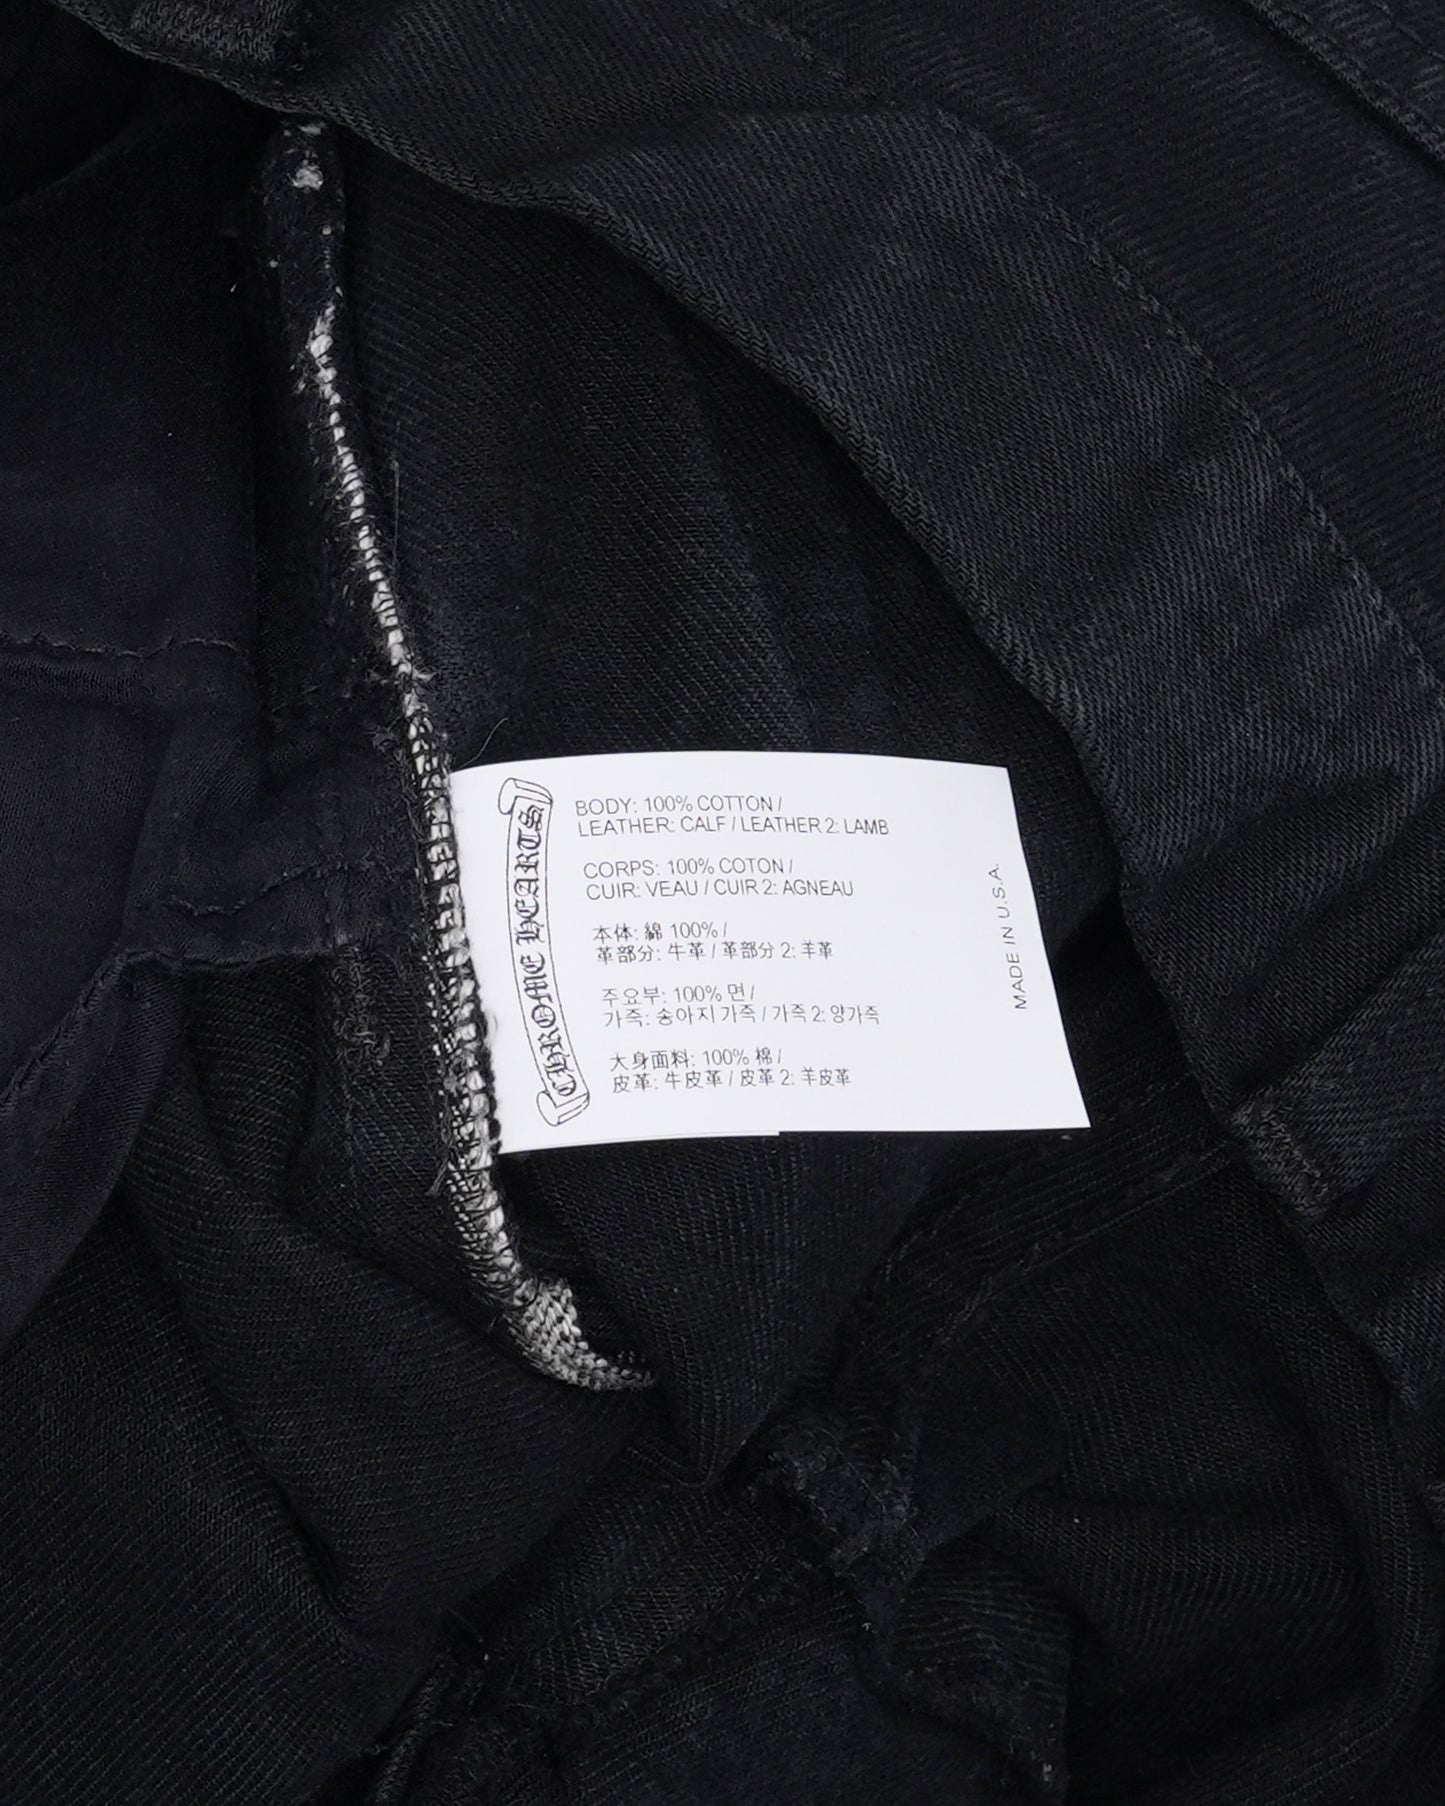 CHROME HEARTS
BODY: 100% COTTON /
LEATHER: CALF / LEATHER 2: LAMB
CORPS: 100% COTON /
CUIR: VEAU / CUIR 2: AGNEAU
本体: 綿 100% /
革部分: 牛革 / 革部分 2: 羊革
주요부: 100% 면 /
가죽: 송아지 가죽 / 가죽 2: 양가죽
大身面料: 100% 棉 /
皮革: 牛皮革 / 皮革 2: 羊皮革
MADE IN U.S.A.